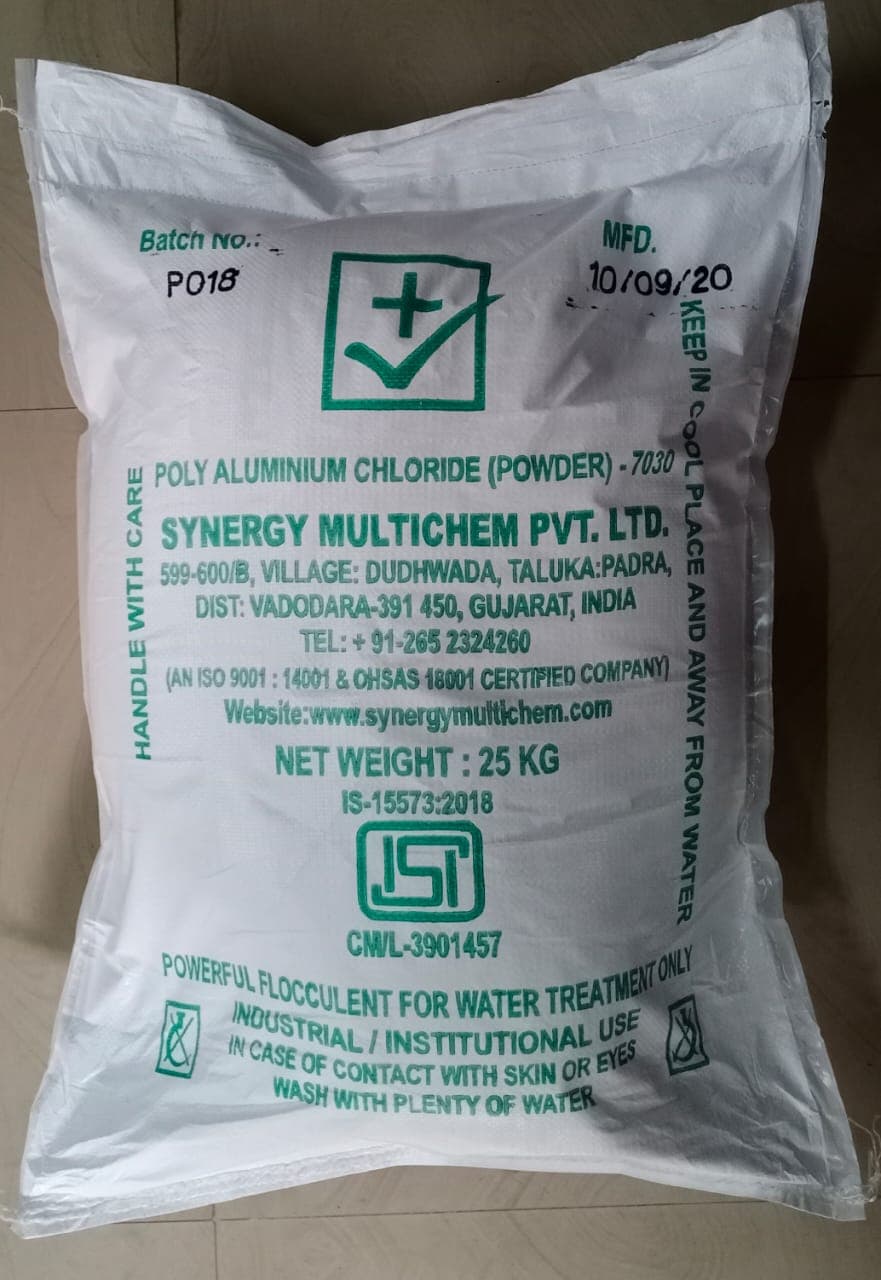 Batch No.:
P018
MFD.
10/09/20
POLY ALUMINIUM CHLORIDE (POWDER) - 7030
SYNERGY MULTICHEM PVT. LTD.
599-600/B, VILLAGE: DUDHWADA, TALUKA:PADRA,
DIST: VADODARA-391 450, GUJARAT, INDIA
TEL: + 91-265 2324260
(AN ISO 9001 : 14001 & OHSAS 18001 CERTIFIED COMPANY)
Website:www.synergymultichem.com
NET WEIGHT : 25 KG
IS-15573:2018
ISI
CM/L-3901457
POWERFUL FLOCCULENT FOR WATER TREATMENT ONLY
INDUSTRIAL / INSTITUTIONAL USE
IN CASE OF CONTACT WITH SKIN OR EYES
WASH WITH PLENTY OF WATER
HANDLE WITH CARE
KEEP IN COOL PLACE AND AWAY FROM WATER